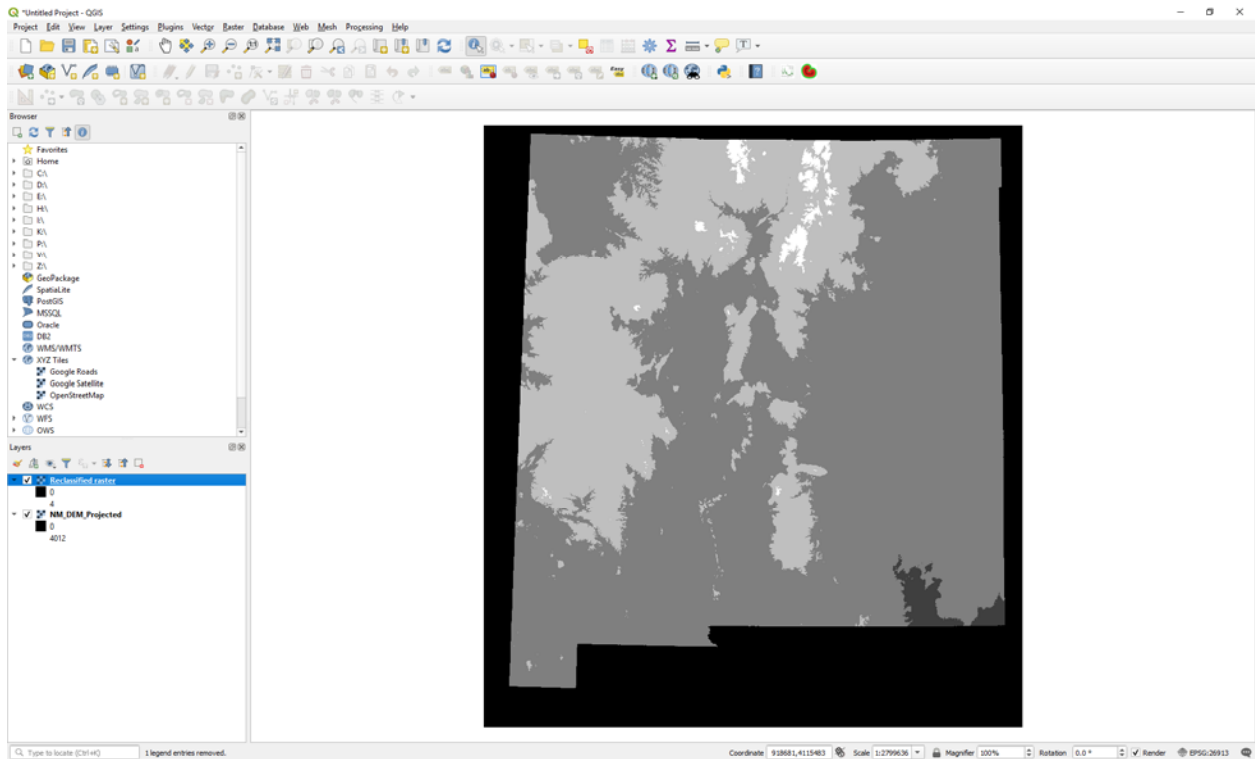 *Untitled Project - QGIS
Project Edit View Layer Settings Plugins Vector Raster Database Web Mesh Processing Help
Browser
Favorites
Home
C:\
D:\
E:\
H:\
I:\
K:\
P:\
V:\
Z:\
GeoPackage
SpatiaLite
PostGIS
MSSQL
Oracle
DB2
WMS/WMTS
XYZ Tiles
Google Roads
Google Satellite
OpenStreetMap
WCS
WFS
OWS
Layers
Reclassified raster
0
4
NM_DEM_Projected
0
4012
Type to locate (Ctrl+K) 1 legend entries removed. Coordinate 918681,4115483 Scale 1:2799636 Magnifier 100% Rotation 0.0 ° Render EPSG:26913